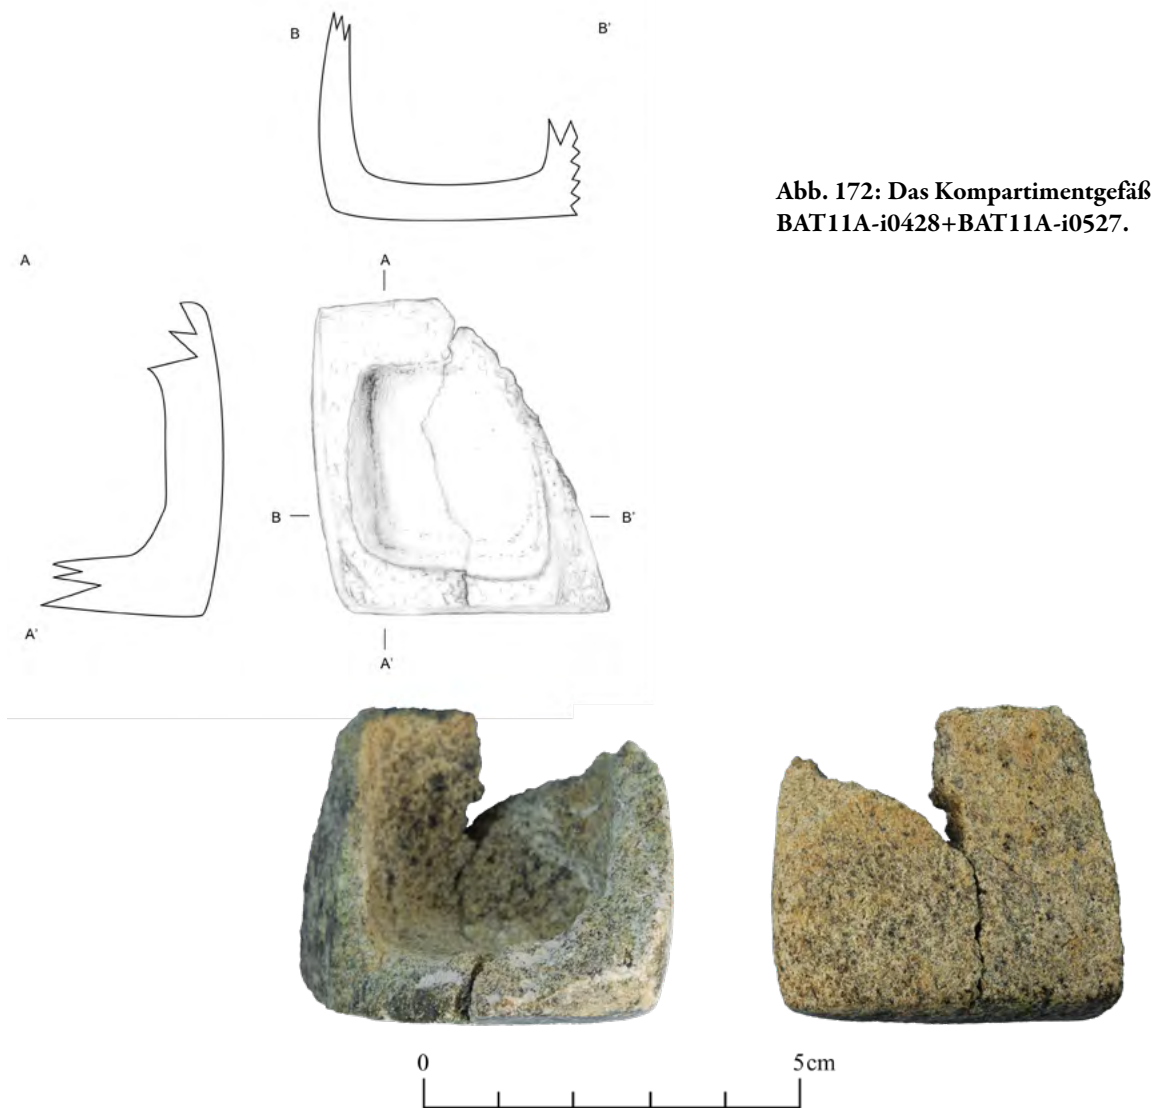 B
B'
Abb. 172: Das Kompartimentgefäß
BAT11A-i0428+BAT11A-i0527.
A
A
B
B'
A'
A'
0
5cm